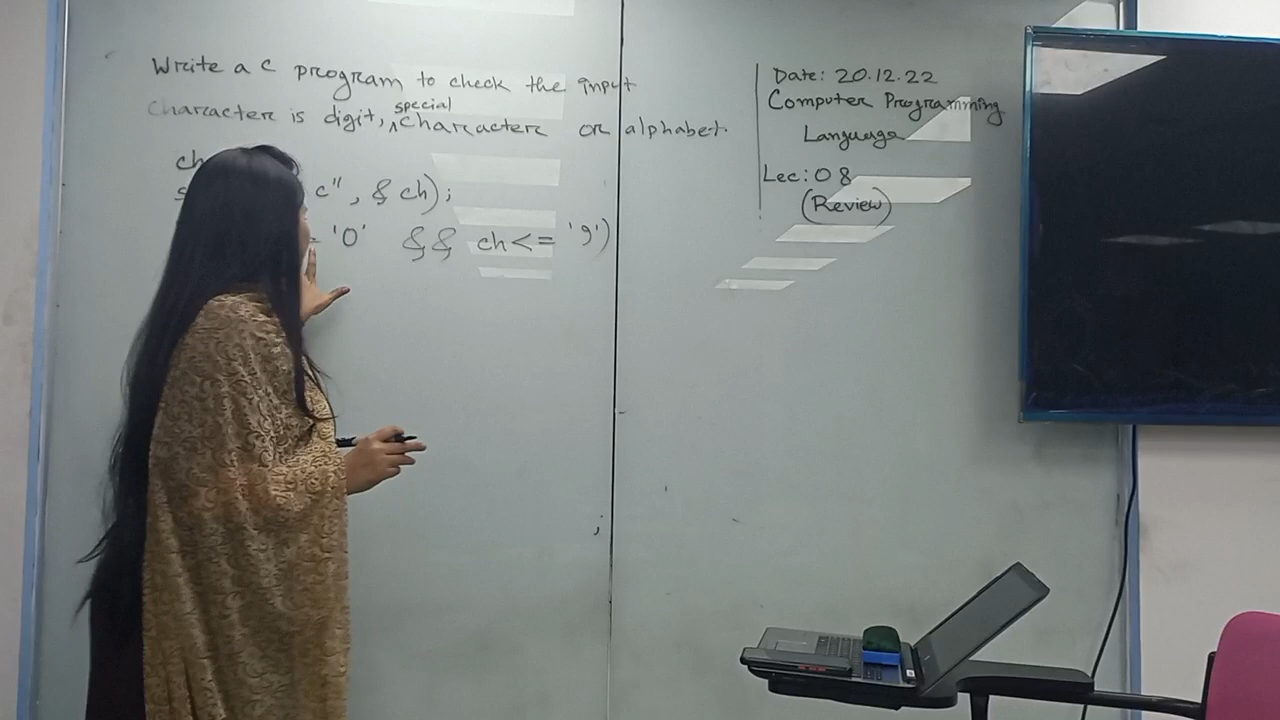 Write a c program to check the input
character is digit, special character or alphabet.
ch
c", & ch);
= '0' && ch <= '9')
Date: 20.12.22
Computer Programming
Language
Lec: 08
(Review)